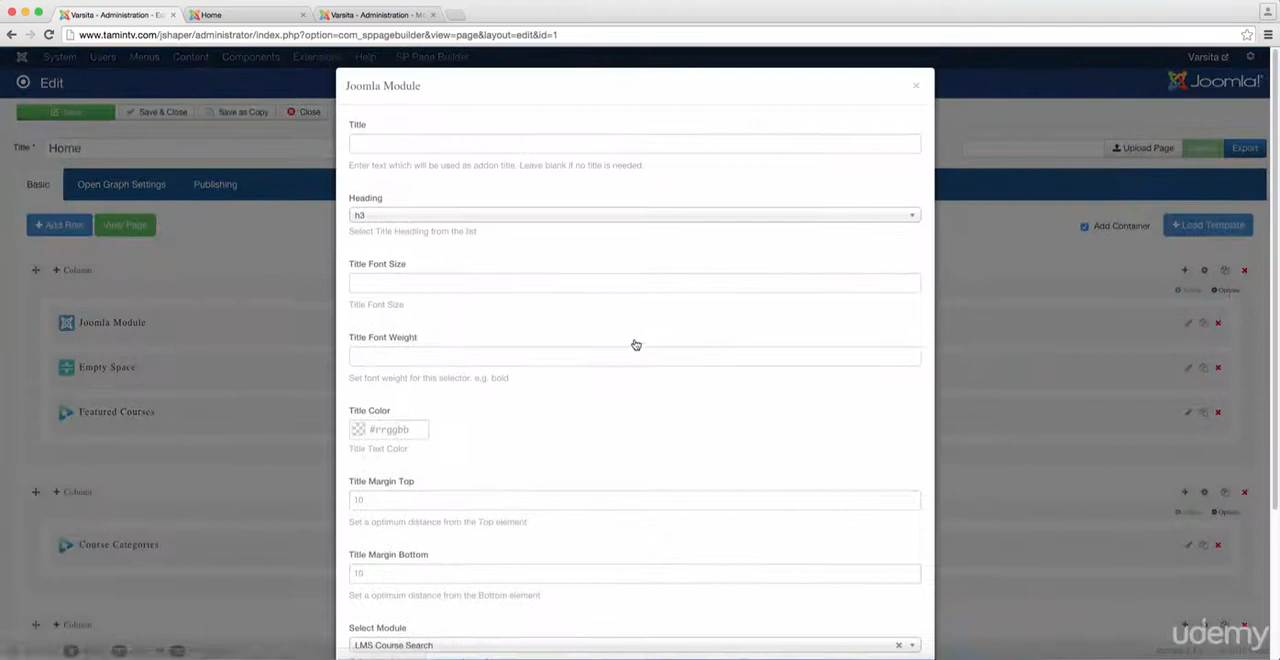 Varsita - Administration - Ed
Home
Varsita - Administration - Mo
www.tamintv.com/jshaper/administrator/index.php?option=com_sppagebuilder&view=page&layout=edit&id=1
System Users Menus Content Components Extensions Help SP Page Builder Varsita
Edit Joomla!
Save Save & Close Save as Copy Close
Title * Home Upload Page Export
Basic Open Graph Settings Publishing
+ Add Row View Page Add Container + Load Template
+ Column
Options
Joomla Module
Empty Space
Featured Courses
+ Column
Options
Course Categories
+ Column
Joomla Module ×
Title
Enter text which will be used as addon title. Leave blank if no title is needed.
Heading
h3
Select Title Heading from the list
Title Font Size
Title Font Size
Title Font Weight
Set font weight for this selector. e.g. bold
Title Color
#rrggbb
Title Text Color
Title Margin Top
10
Set a optimum distance from the Top element
Title Margin Bottom
10
Set a optimum distance from the Bottom element
Select Module
LMS Course Search
udemy